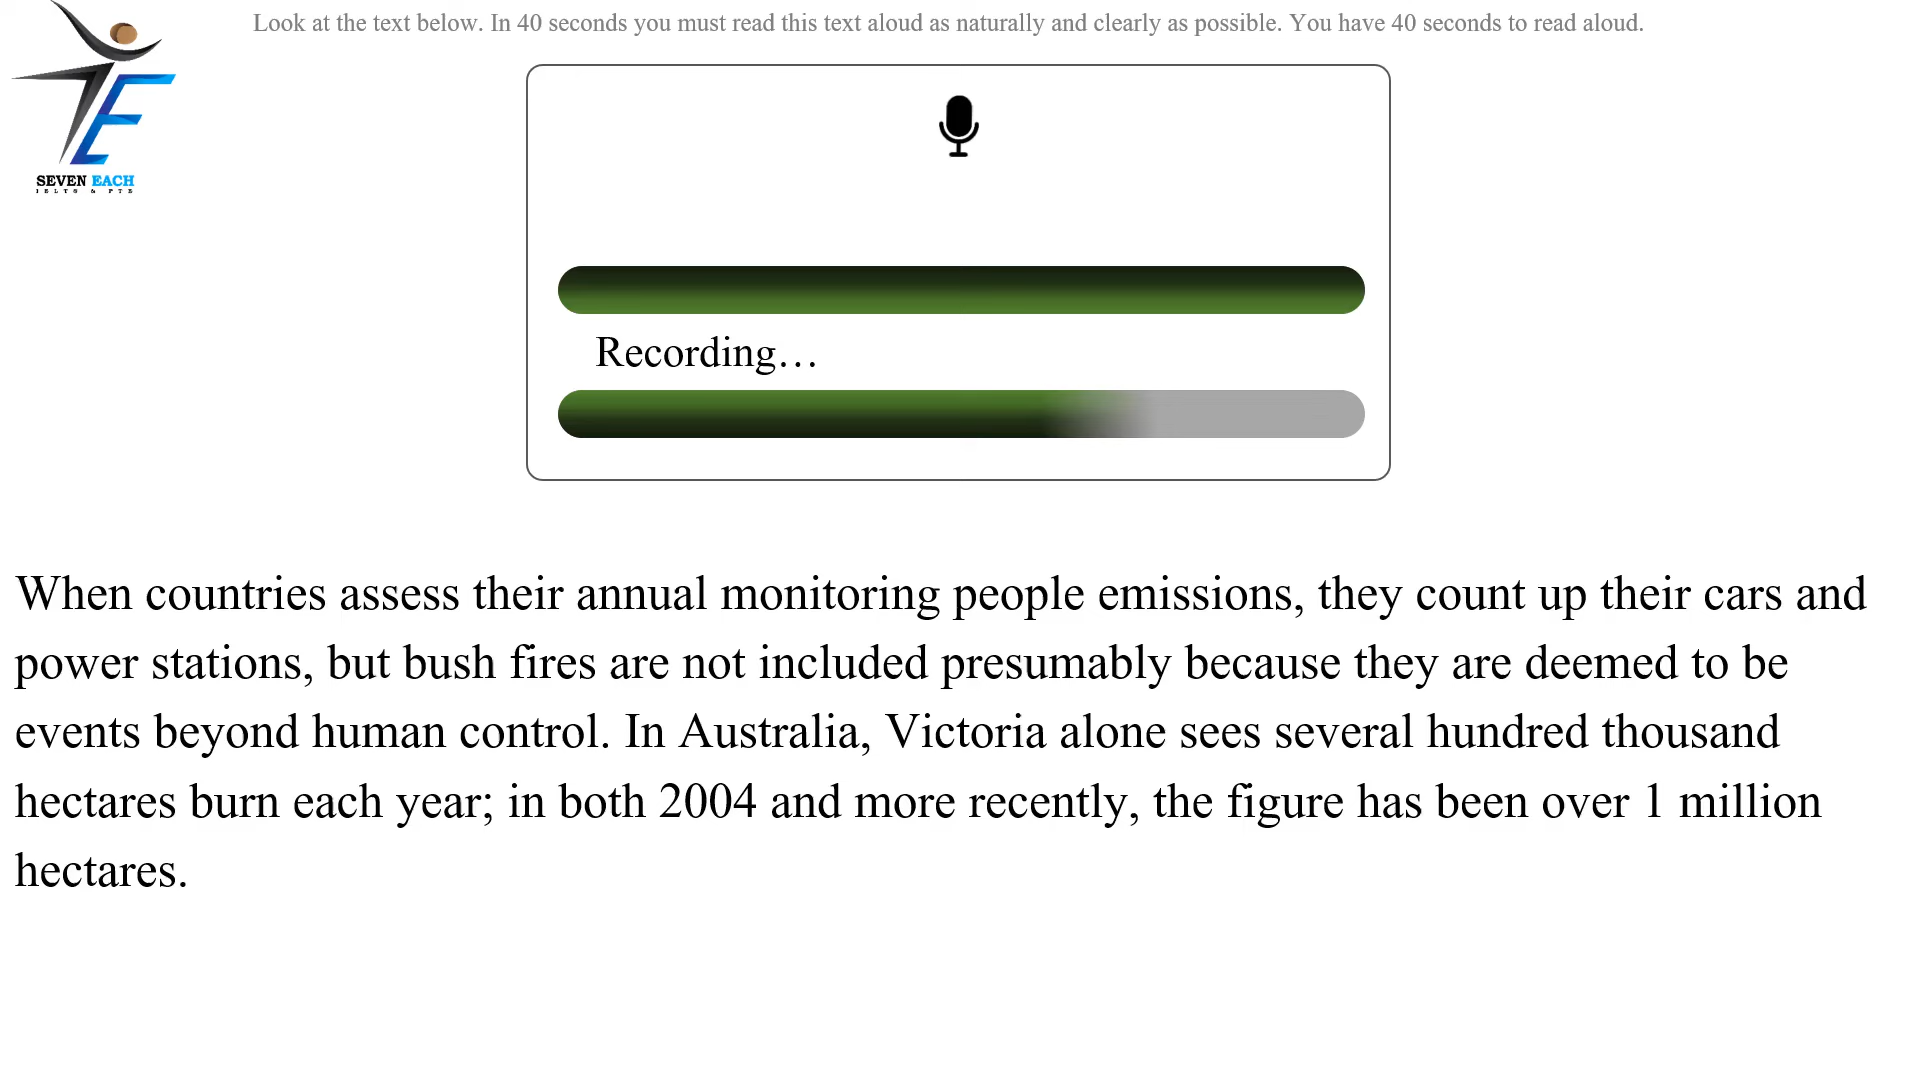 Look at the text below. In 40 seconds you must read this text aloud as naturally and clearly as possible. You have 40 seconds to read aloud.
SEVEN EACH
IELTS & PTE
Recording…
When countries assess their annual monitoring people emissions, they count up their cars and
power stations, but bush fires are not included presumably because they are deemed to be
events beyond human control. In Australia, Victoria alone sees several hundred thousand
hectares burn each year; in both 2004 and more recently, the figure has been over 1 million
hectares.